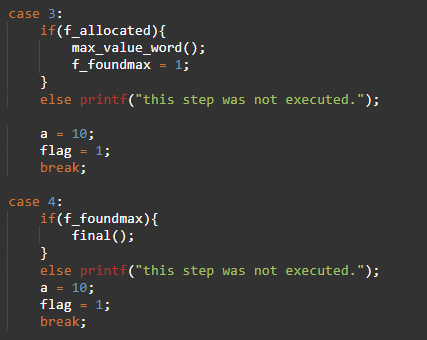 case 3:
if(f_allocated){
max_value_word();
f_foundmax = 1;
}
else printf("this step was not executed.");
a = 10;
flag = 1;
break;
case 4:
if(f_foundmax){
final();
}
else printf("this step was not executed.");
a = 10;
flag = 1;
break;